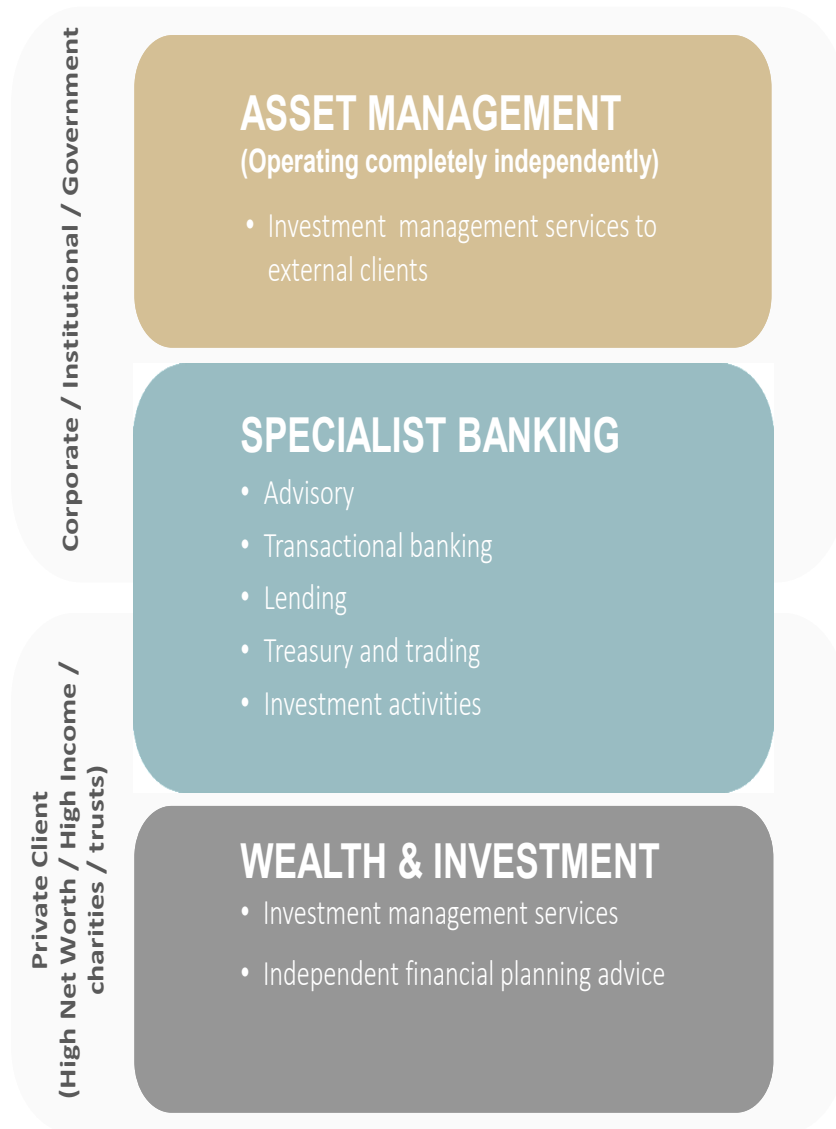 Corporate / Institutional / Government
ASSET MANAGEMENT
(Operating completely independently)
• Investment  management services to
external clients
SPECIALIST BANKING
• Advisory
• Transactional banking
• Lending
• Treasury and trading
• Investment activities
Private Client
(High Net Worth / High Income /
charities / trusts)
WEALTH & INVESTMENT
• Investment management services
• Independent financial planning advice